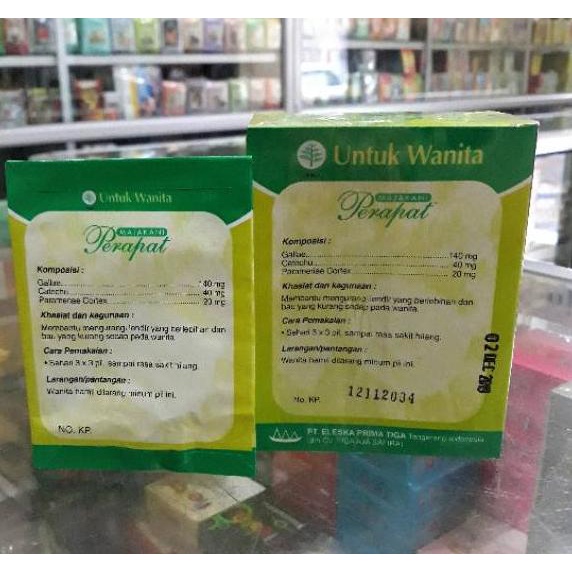 Untuk Wanita
MAJAKANI
Perapat
Komposisi :
Gallae 140 mg
Catechu 40 mg
Paramenae Cortex 20 mg
Khasiat dan kegunaan :
Membantu mengurangi lendir yang berlebihan dan
bau yang kurang sedap pada wanita.
Cara Pemakaian :
• Sehari 3 x 3 pil, sampai rasa sakit hilang.
Larangan/pantangan :
Wanita hamil dilarang minum pil ini.
NO. KP.
Untuk Wanita
MAJAKANI
Perapat
Komposisi :
Gallae 140 mg
Catechu 40 mg
Paramenae Cortex 20 mg
Khasiat dan kegunaan :
Membantu mengurangi lendir yang berlebihan dan
bau yang kurang sedap pada wanita.
Cara Pemakaian :
• Sehari 3 x 3 pil, sampai rasa sakit hilang.
Larangan/pantangan :
Wanita hamil dilarang minum pil ini.
No. KP. 12112034
PT. ELESKA PRIMA TIGA Tangerang-Indonesia